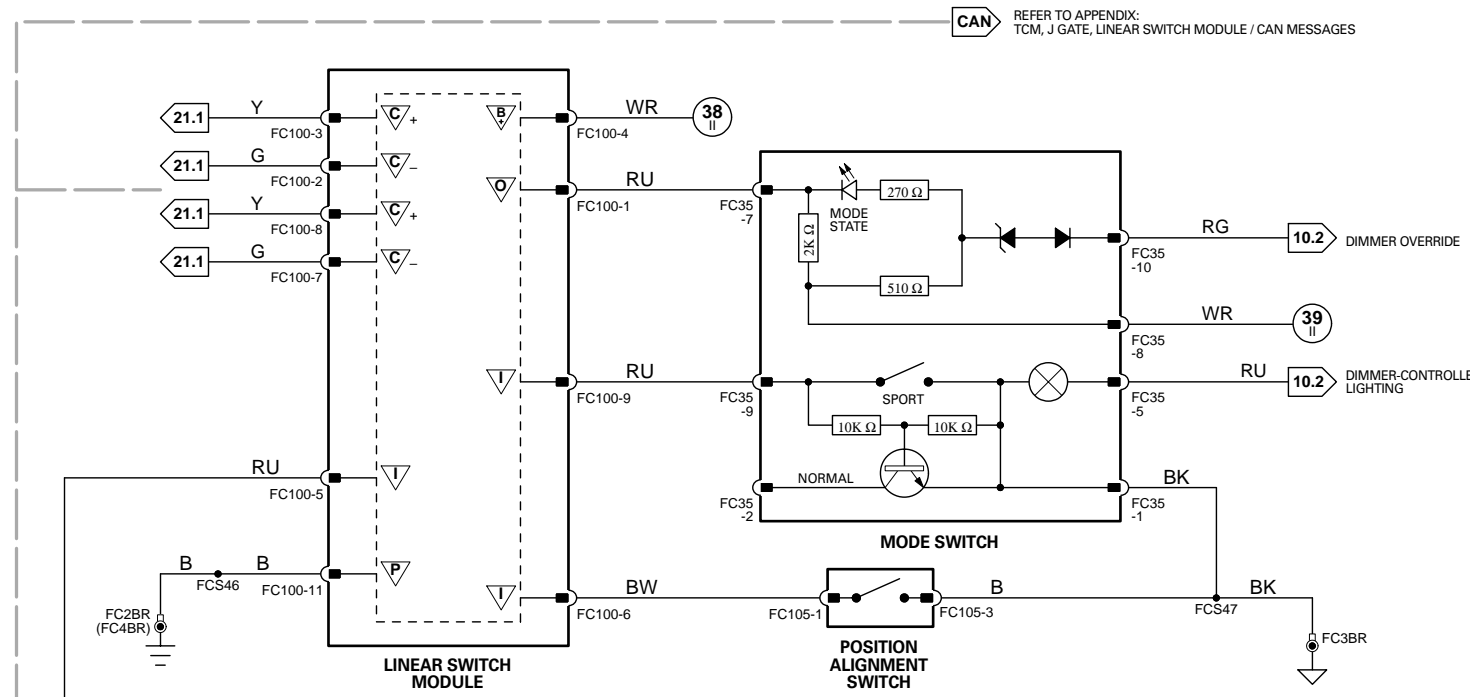 CAN
REFER TO APPENDIX:
TCM, J GATE, LINEAR SWITCH MODULE / CAN MESSAGES
21.1
Y
FC100-3
C +
B +
WR
FC100-4
38
II
21.1
G
FC100-2
C –
O
RU
FC100-1
21.1
Y
FC100-8
C +
21.1
G
FC100-7
C –
FC35
-7
MODE
STATE
270 Ω
2K Ω
510 Ω
RG
FC35
-10
10.2
DIMMER OVERRIDE
WR
FC35
-8
39
II
I
RU
FC100-9
FC35
-9
SPORT
RU
FC35
-5
10.2
DIMMER-CONTROLLE
LIGHTING
10K Ω
10K Ω
NORMAL
FC35
-2
BK
FC35
-1
MODE SWITCH
RU
FC100-5
I
B
FCS46
B
FC100-11
P
FC2BR
(FC4BR)
I
BW
FC100-6
FC105-1
FC105-3
B
FCS47
BK
FC3BR
LINEAR SWITCH
MODULE
POSITION
ALIGNMENT
SWITCH